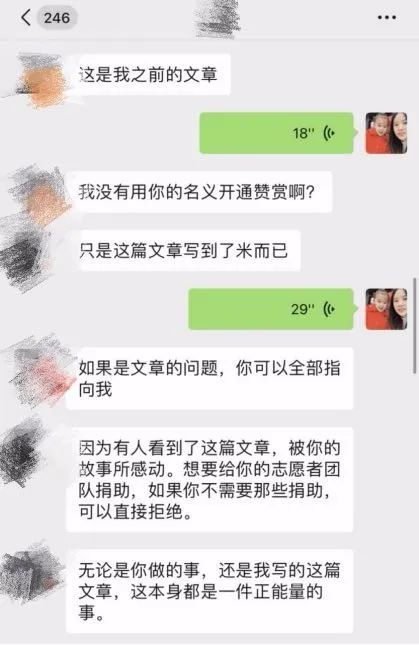 246
这是我之前的文章
18"
我没有用你的名义开通赞赏啊?
只是这篇文章写到了米而已
29"
如果是文章的问题，你可以全部指
向我
因为有人看到了这篇文章，被你的
故事所感动。想要给你的志愿者团
队捐助，如果你不需要那些捐助，
可以直接拒绝。
无论是你做的事，还是我写的这篇
文章，这本身都是一件正能量的
事。